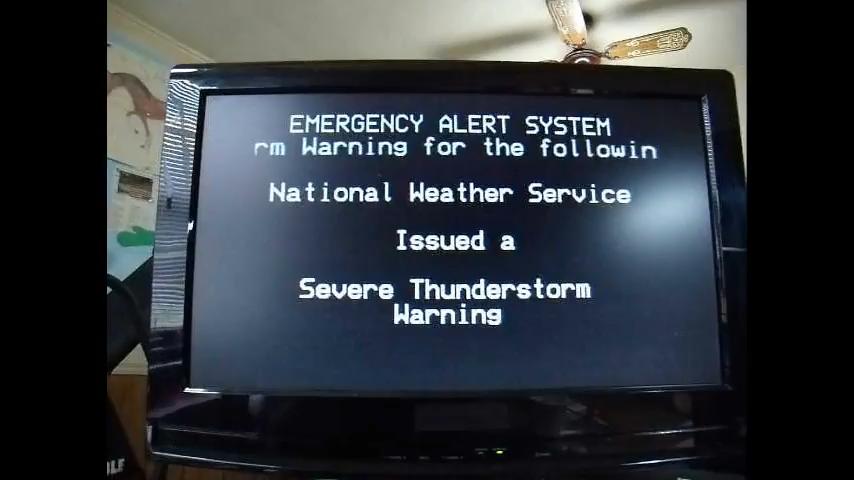 EMERGENCY ALERT SYSTEM
rm Warning for the followin
National Weather Service
Issued a
Severe Thunderstorm
Warning